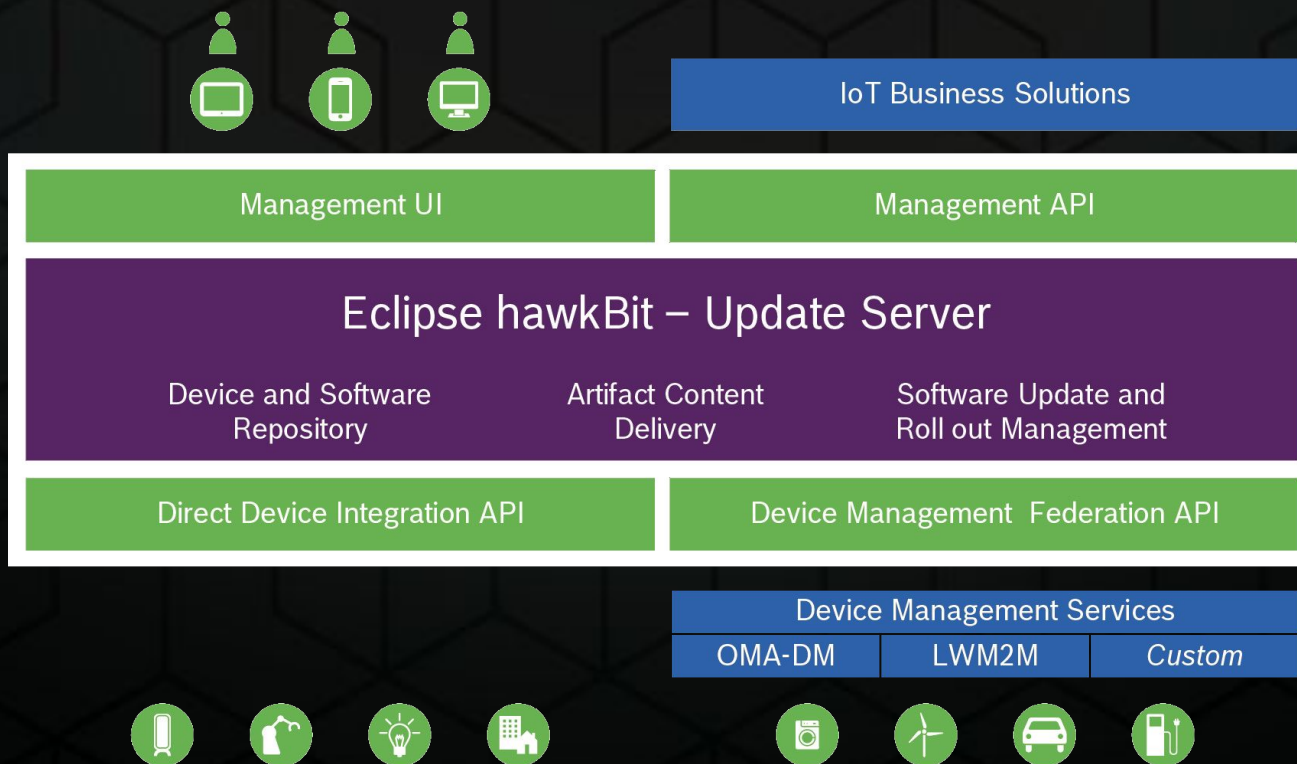 IoT Business Solutions
Management UI
Management API
Eclipse hawkBit – Update Server
Device and Software
Repository
Artifact Content
Delivery
Software Update and
Roll out Management
Direct Device Integration API
Device Management Federation API
Device Management Services
OMA-DM
LWM2M
Custom